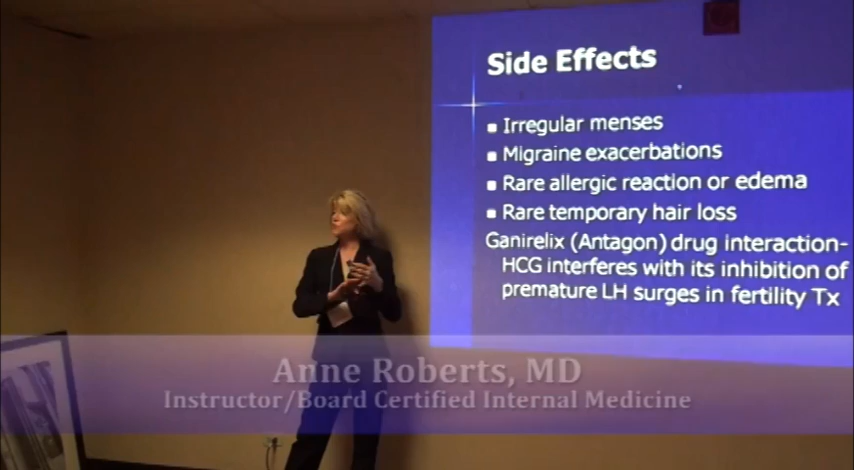 Side Effects
Irregular menses
Migraine exacerbations
Rare allergic reaction or edema
Rare temporary hair loss
Ganirelix (Antagon) drug interaction-
HCG interferes with its inhibition of
premature LH surges in fertility Tx
Anne Roberts, MD
Instructor/Board Certified Internal Medicine